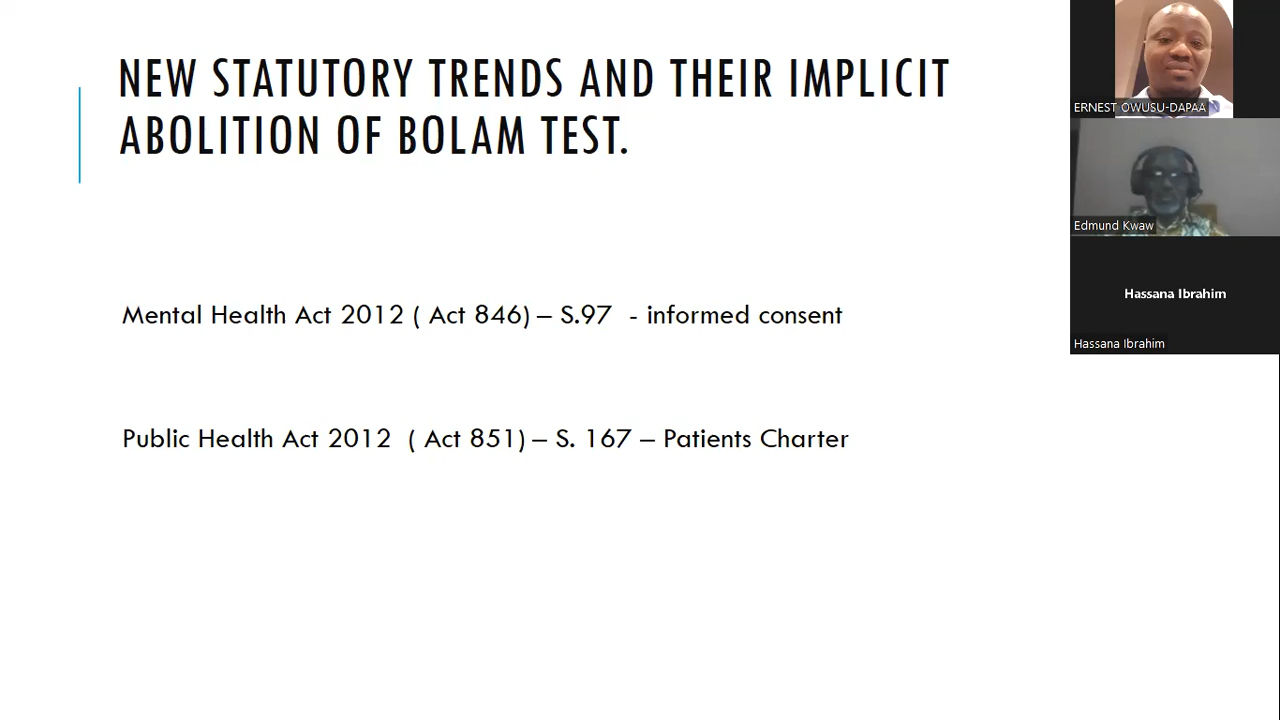 NEW STATUTORY TRENDS AND THEIR IMPLICIT
ABOLITION OF BOLAM TEST.
Mental Health Act 2012 ( Act 846) – S.97 - informed consent
Public Health Act 2012 ( Act 851) – S. 167 – Patients Charter
ERNEST OWUSU-DAPAA
Edmund Kwaw
Hassana Ibrahim
Hassana Ibrahim